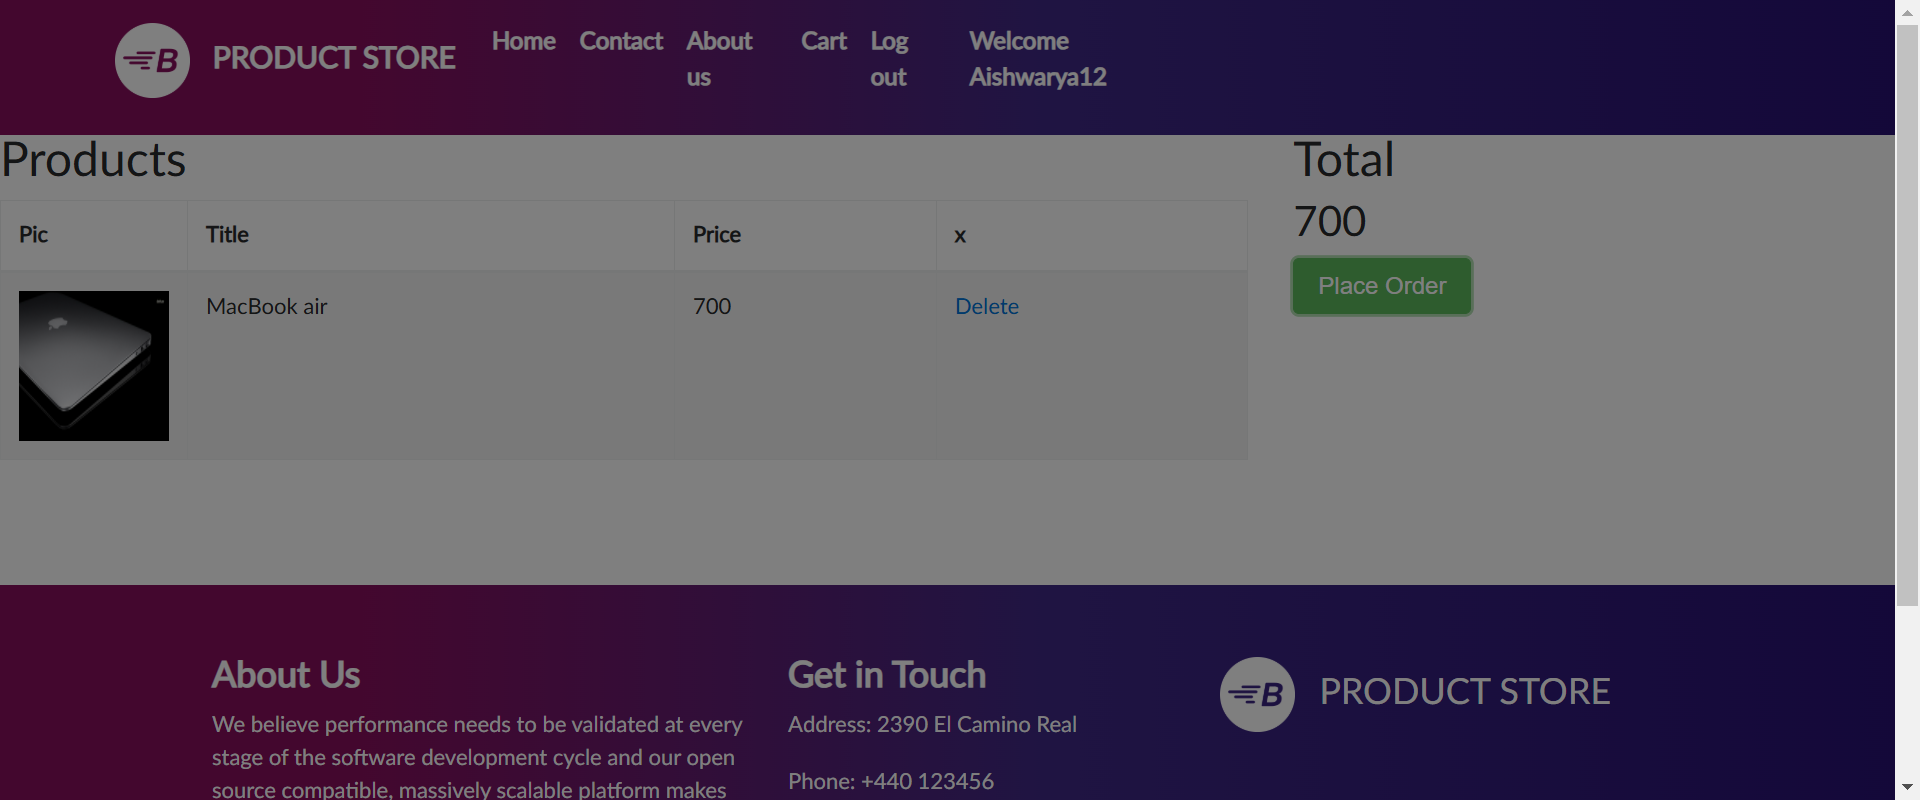 B PRODUCT STORE Home Contact About us Cart Log out Welcome Aishwarya12
Products
Total
700
Pic Title Price x
Place Order
MacBook air 700 Delete
About Us
We believe performance needs to be validated at every
stage of the software development cycle and our open
source compatible, massively scalable platform makes
Get in Touch
Address: 2390 El Camino Real
Phone: +440 123456
B PRODUCT STORE